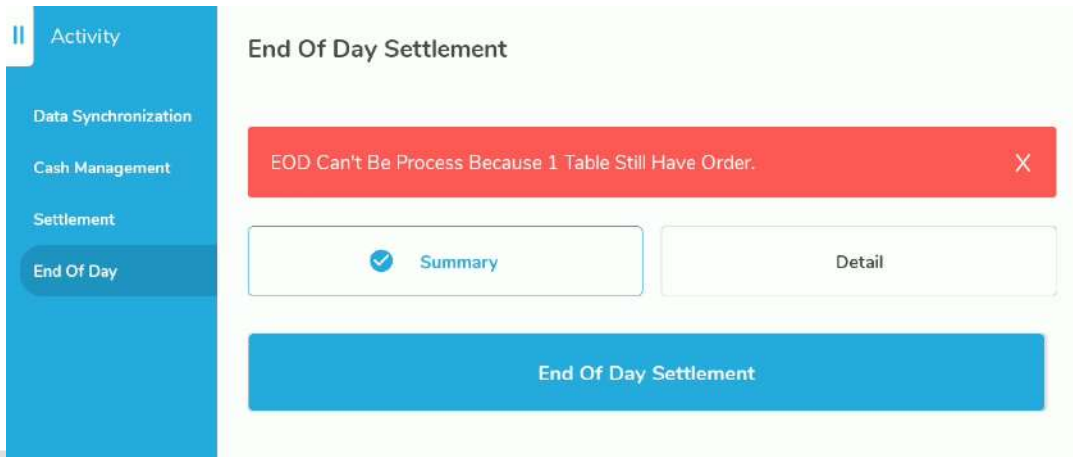 Activity
Data Synchronization
Cash Management
Settlement
End Of Day
End Of Day Settlement
EOD Can't Be Process Because 1 Table Still Have Order.
X
Summary
Detail
End Of Day Settlement